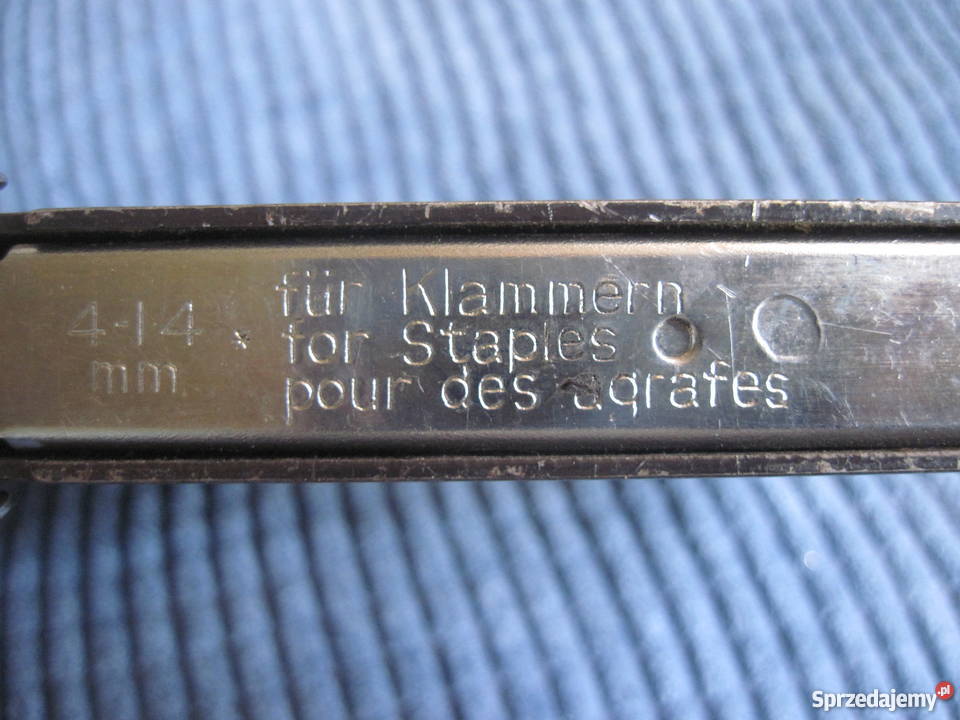 4-14
mm
*
für Klammern
for Staples
pour des agrafes
Sprzedajemy.pl